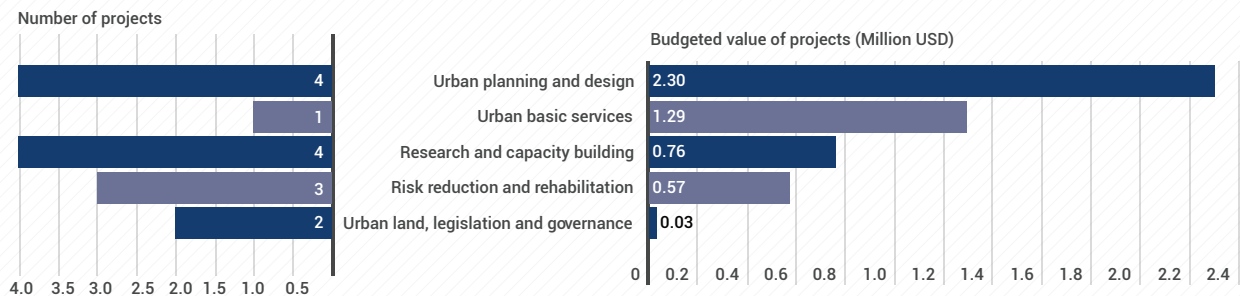 Number of projects
Budgeted value of projects (Million USD)
4 Urban planning and design 2.30
1 Urban basic services 1.29
4 Research and capacity building 0.76
3 Risk reduction and rehabilitation 0.57
2 Urban land, legislation and governance 0.03
0 0.2 0.4 0.6 0.8 1.0 1.2 1.4 1.6 1.8 2.0 2.2 2.4
4.0 3.5 3.0 2.5 2.0 1.5 1.0 0.5